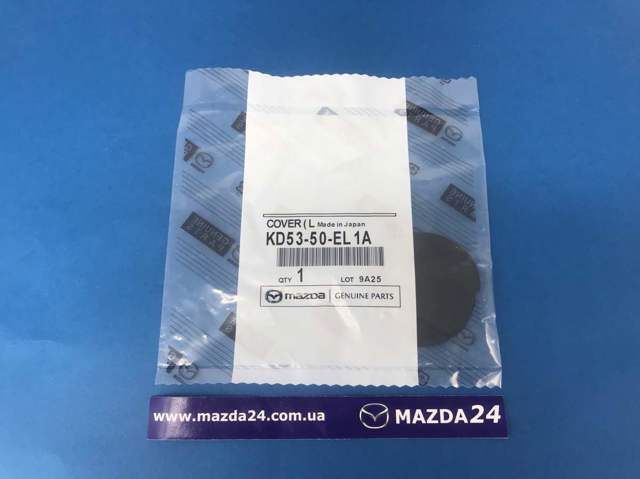 COVER ( L Made in Japan
KD53-50-EL1A
QTY 1 LOT 9A25
mazda GENUINE PARTS
www.mazda24.com.ua MAZDA24